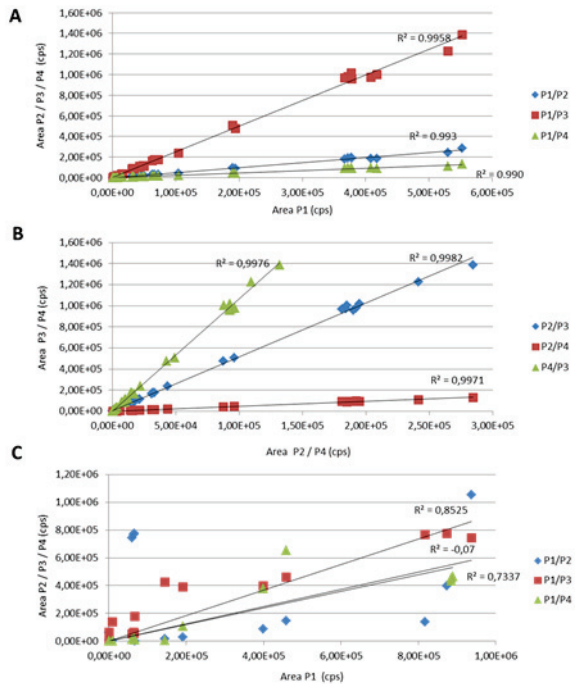 A
1,60E+06
1,40E+06
1,20E+06
1,00E+06
8,00E+05
6,00E+05
4,00E+05
2,00E+05
0,00E+00
Area P2 / P3 / P4 (cps)
R² = 0.9958
R² = 0.993
R² = 0.990
P1/P2
P1/P3
P1/P4
0,00E+00 1,00E+05 2,00E+05 3,00E+05 4,00E+05 5,00E+05 6,00E+05
Area P1 (cps)
B
1,60E+06
1,40E+06
1,20E+06
1,00E+06
8,00E+05
6,00E+05
4,00E+05
2,00E+05
0,00E+00
Area P3 / P4 (cps)
R² = 0,9976
R² = 0,9982
R² = 0,9971
P2/P3
P2/P4
P4/P3
0,00E+00 5,00E+04 1,00E+05 1,50E+05 2,00E+05 2,50E+05 3,00E+05
Area P2 / P4 (cps)
C
1,20E+06
1,00E+06
8,00E+05
6,00E+05
4,00E+05
2,00E+05
0,00E+00
Area P2 / P3 / P4 (cps)
R² = 0,8525
R² = -0,07
R² = 0,7337
P1/P2
P1/P3
P1/P4
0,00E+00 2,00E+05 4,00E+05 6,00E+05 8,00E+05 1,00E+06
Area P1 (cps)